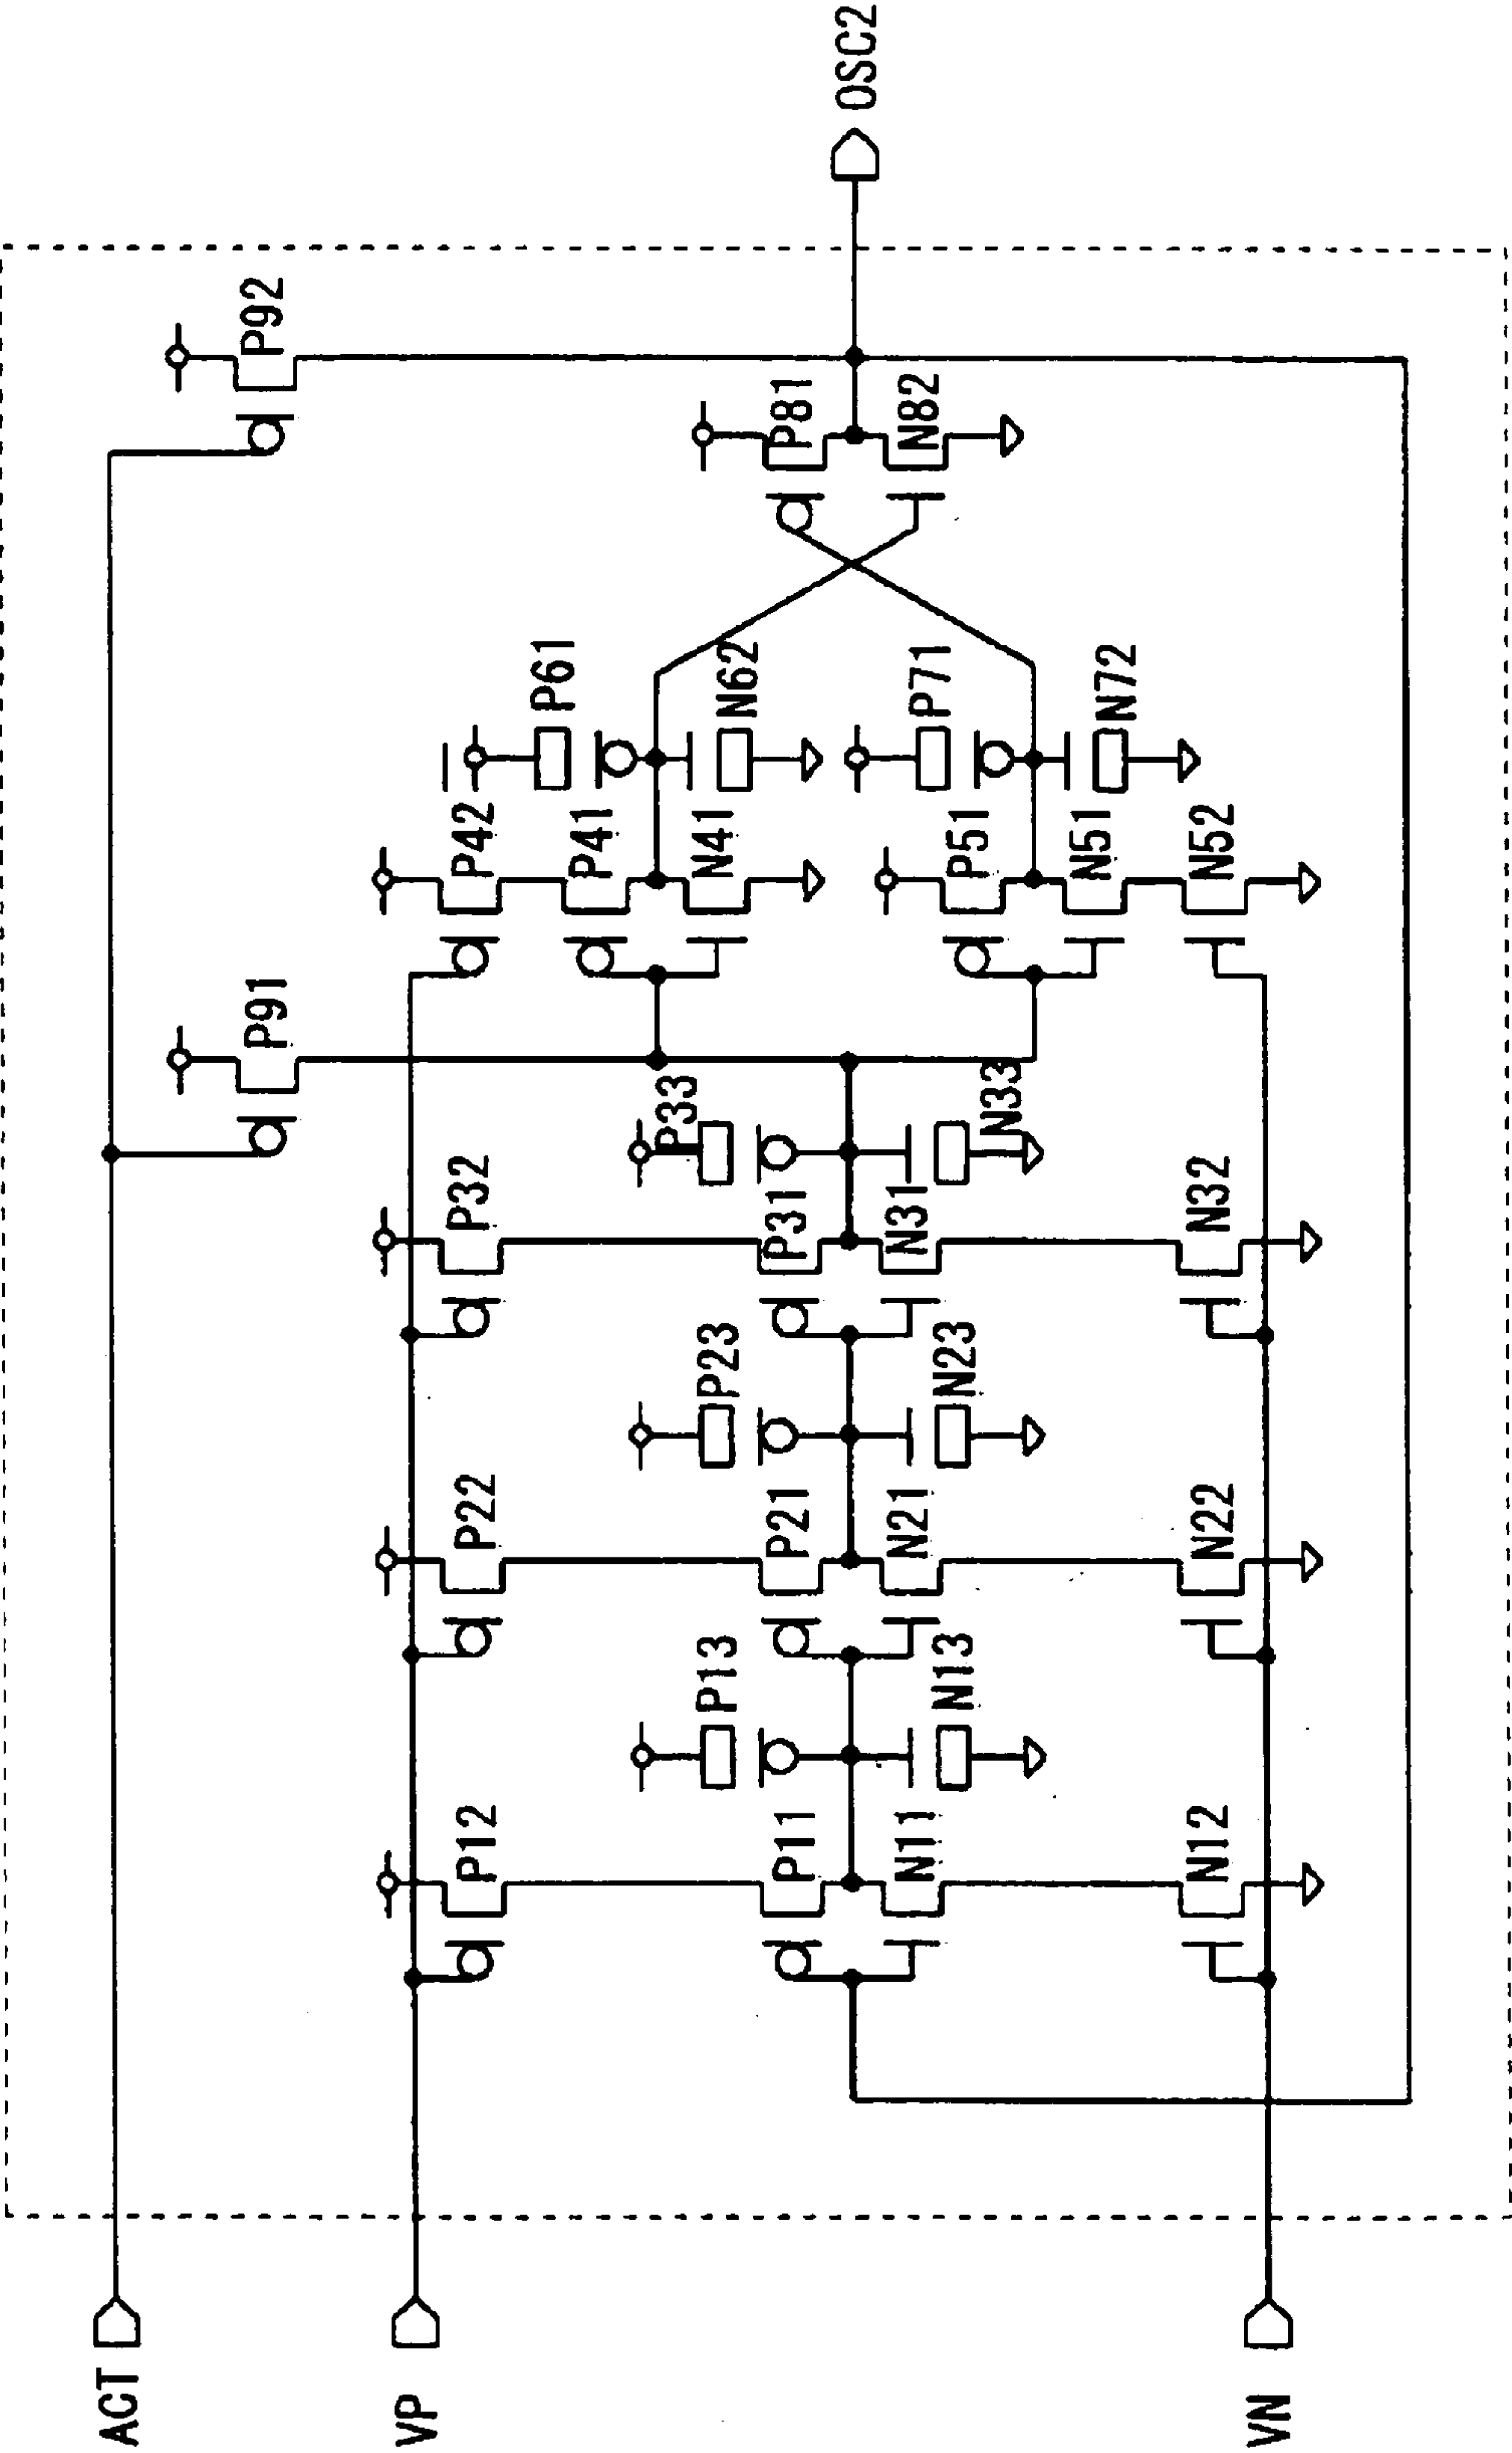 ACT
VP
VN
P12
P11
N11
N12
P13
N13
P22
P21
N21
N22
P23
N23
P32
P31
N31
N32
P33
N33
P91
P42
P41
N41
P51
N51
N52
P61
N62
P71
N72
P81
N82
P92
OSC2